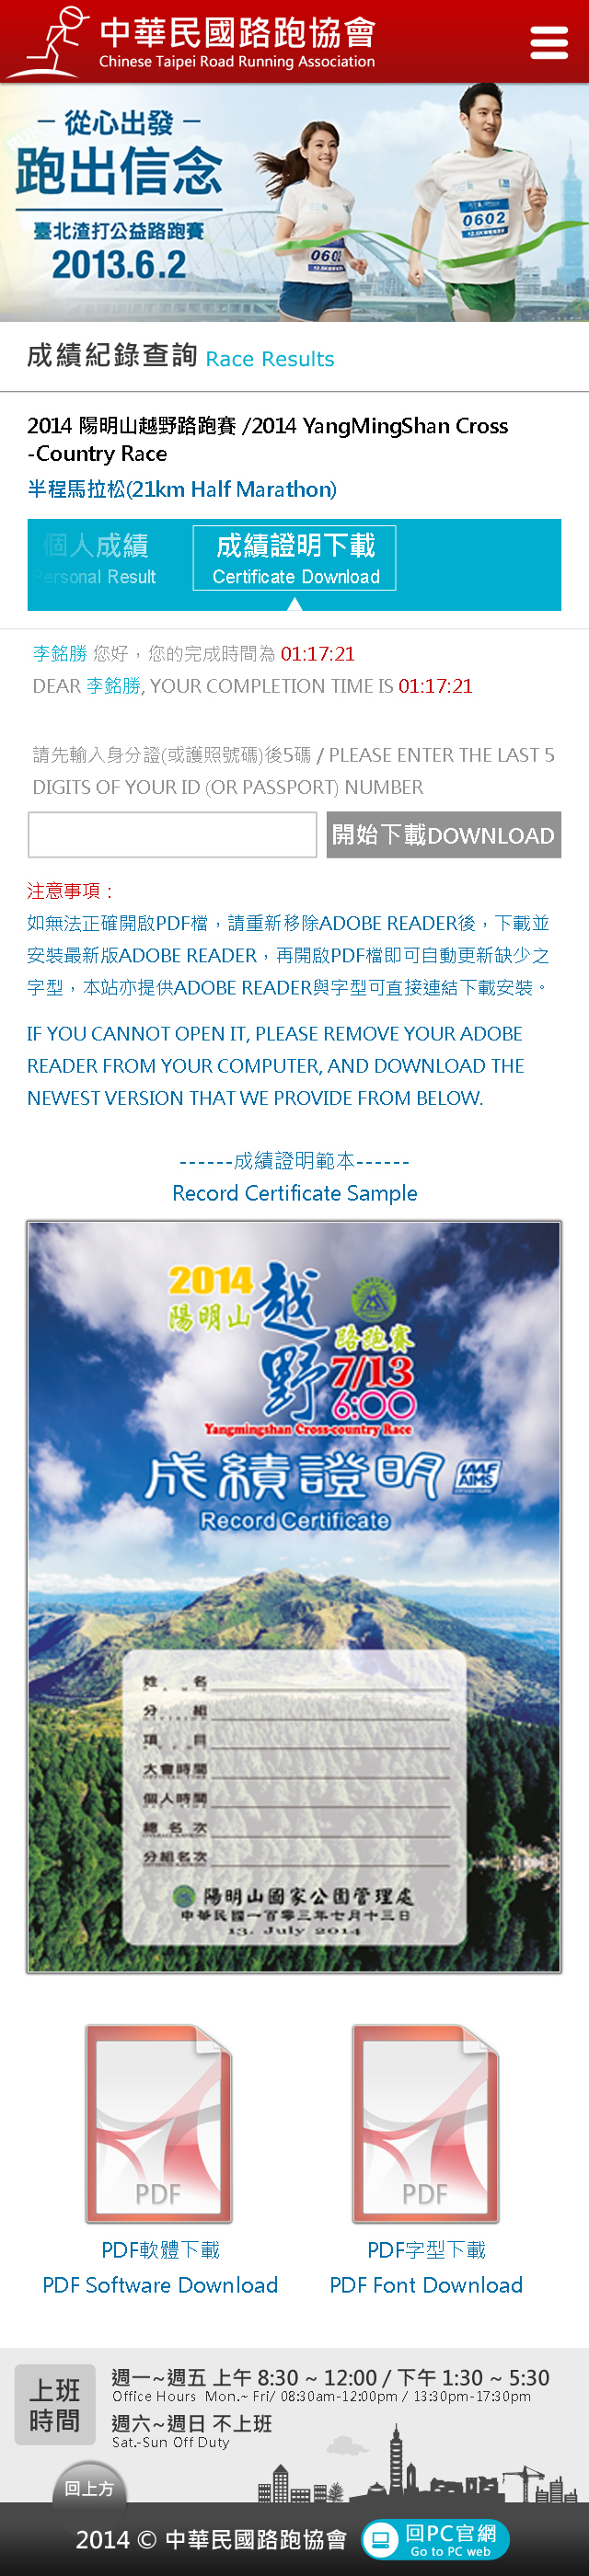 中華民國路跑協會
Chinese Taipei Road Running Association
－從心出發－
跑出信念
臺北渣打公益路跑賽
2013.6.2
0602
0602
成績紀錄查詢 Race Results
2014 陽明山越野路跑賽 /2014 YangMingShan Cross
-Country Race
半程馬拉松(21km Half Marathon)
個人成績
Personal Result
成績證明下載
Certificate Download
李銘勝 您好，您的完成時間為 01:17:21
DEAR 李銘勝, YOUR COMPLETION TIME IS 01:17:21
請先輸入身分證(或護照號碼)後5碼 / PLEASE ENTER THE LAST 5
DIGITS OF YOUR ID (OR PASSPORT) NUMBER
開始下載DOWNLOAD
注意事項：
如無法正確開啟PDF檔，請重新移除ADOBE READER後，下載並
安裝最新版ADOBE READER，再開啟PDF檔即可自動更新缺少之
字型，本站亦提供ADOBE READER與字型可直接連結下載安裝。
IF YOU CANNOT OPEN IT, PLEASE REMOVE YOUR ADOBE
READER FROM YOUR COMPUTER, AND DOWNLOAD THE
NEWEST VERSION THAT WE PROVIDE FROM BELOW.
------成績證明範本------
Record Certificate Sample
2014
陽明山
越野
路跑賽
7/13
6:00
Yangmingshan Cross-country Race
成績證明
IAAF
AIMS
Record Certificate
姓 名
分 組
項 目
大會時間
個人時間
總名次
分組名次
陽明山國家公園管理處
中華民國一百零三年七月十三日
13. July 2014
PDF
PDF
PDF軟體下載
PDF Software Download
PDF字型下載
PDF Font Download
上班
時間
週一~週五 上午 8:30 ~ 12:00 / 下午 1:30 ~ 5:30
Office Hours Mon.~ Fri/ 08:30am-12:00pm / 13:30pm-17:30pm
週六~週日 不上班
Sat.-Sun Off Duty
回上方
2014 © 中華民國路跑協會
回PC官網
Go to PC web